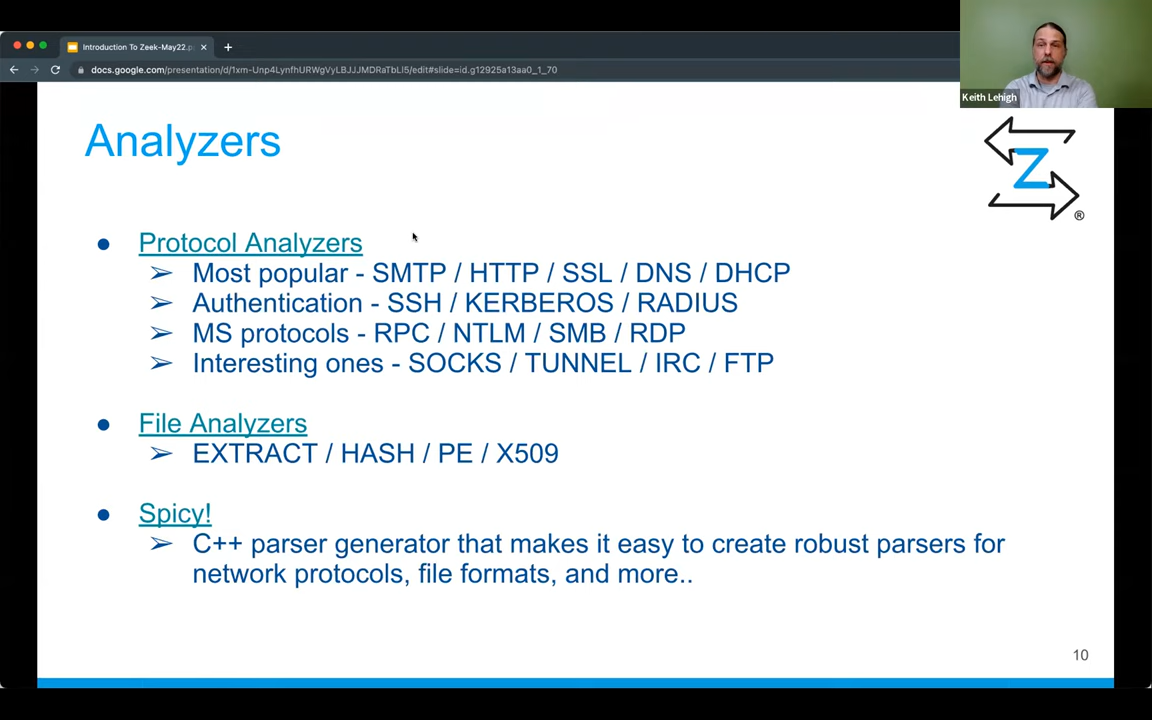 Introduction To Zeek-May22.p
docs.google.com/presentation/d/1xm-Unp4LynfhURWgVyLBJJJMDRaTbLI5/edit#slide=id.g12925a13aa0_1_70
Keith Lehigh
Analyzers
Z
®
● Protocol Analyzers
➢ Most popular - SMTP / HTTP / SSL / DNS / DHCP
➢ Authentication - SSH / KERBEROS / RADIUS
➢ MS protocols - RPC / NTLM / SMB / RDP
➢ Interesting ones - SOCKS / TUNNEL / IRC / FTP
● File Analyzers
➢ EXTRACT / HASH / PE / X509
● Spicy!
➢ C++ parser generator that makes it easy to create robust parsers for
network protocols, file formats, and more..
10